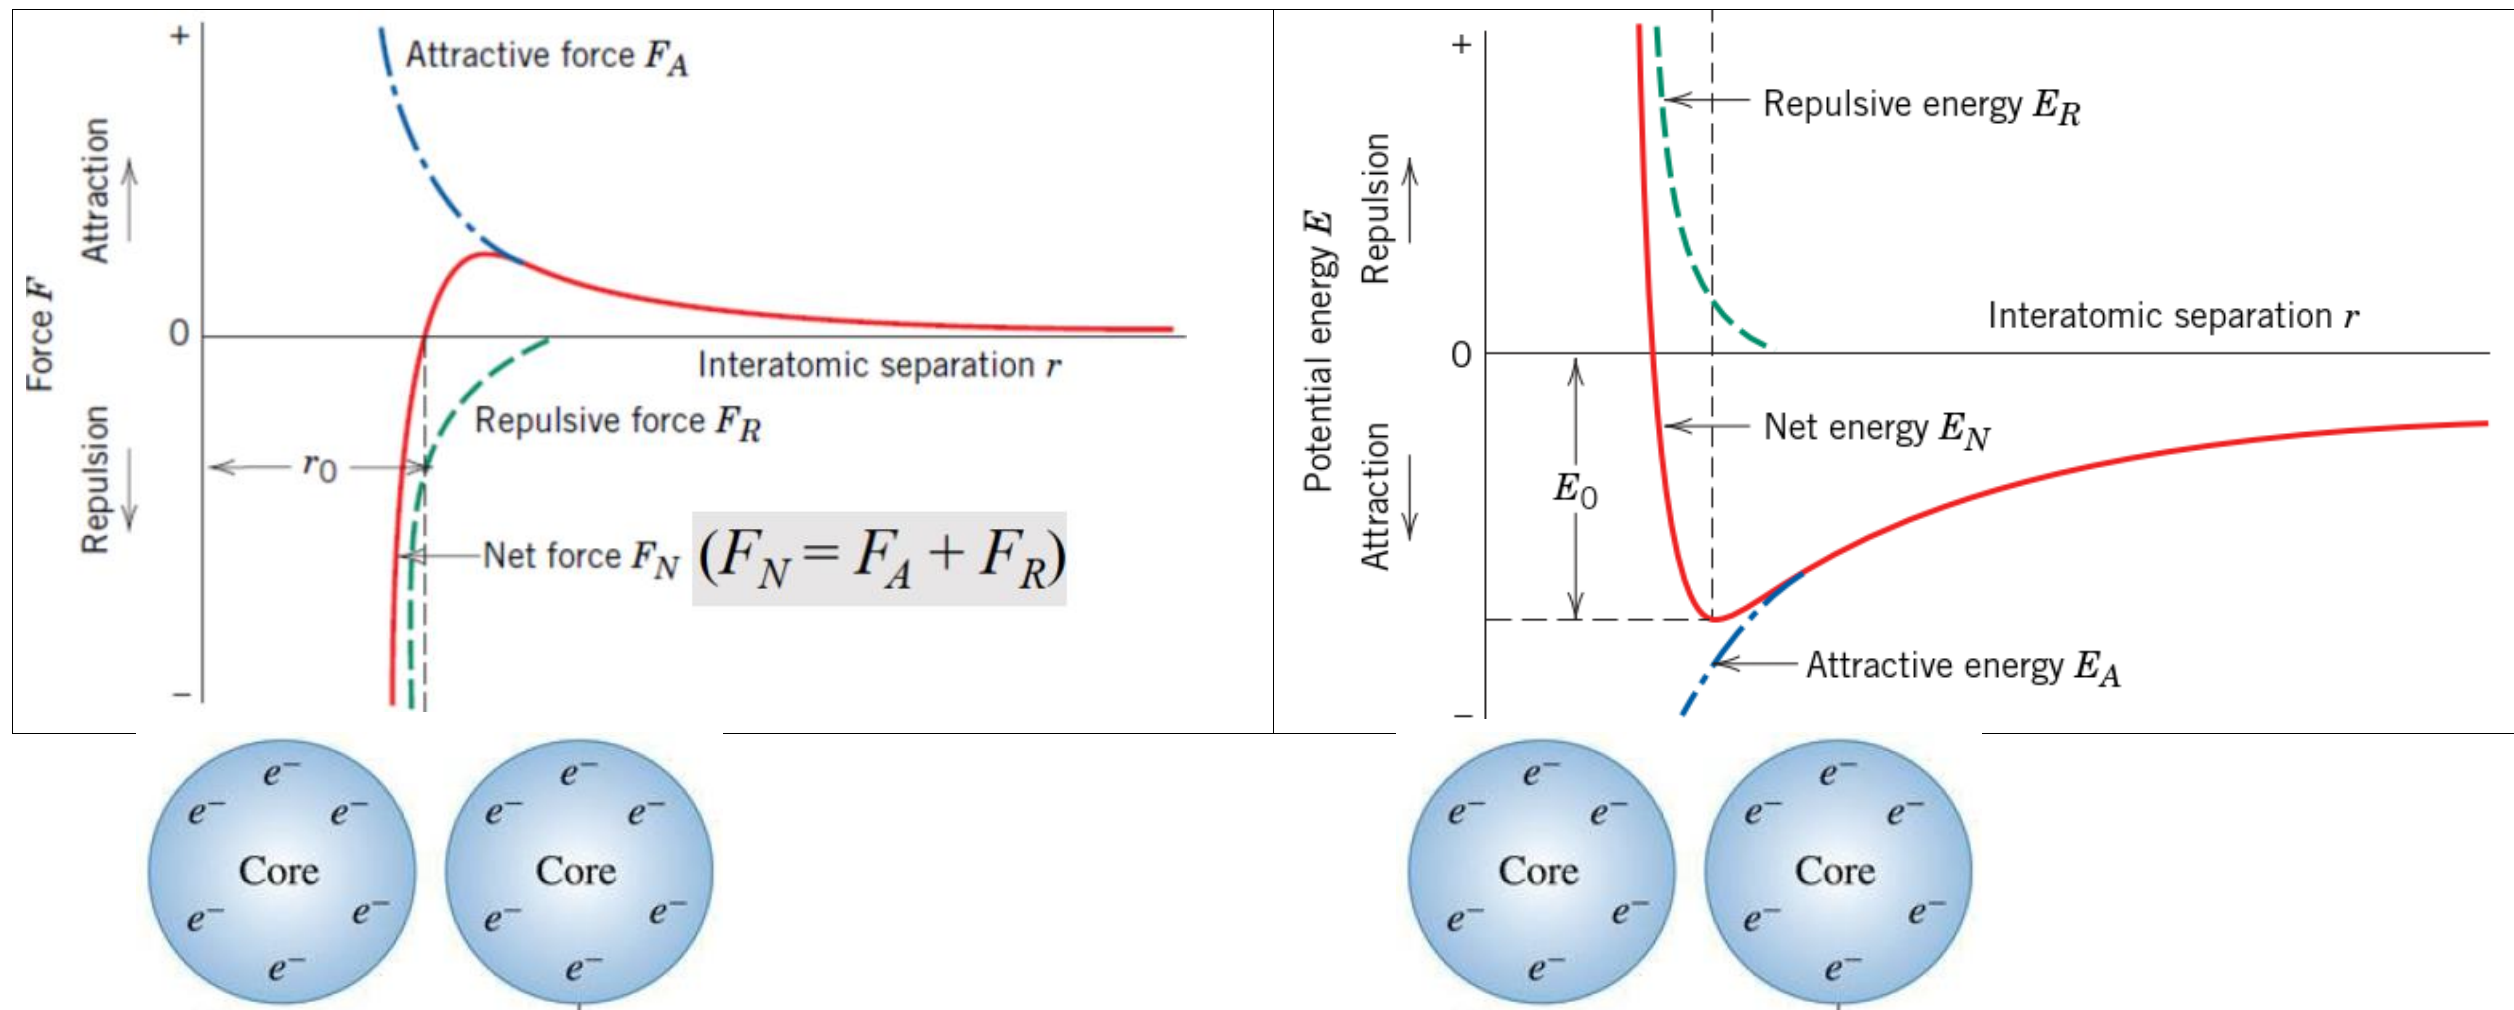 +
Attractive force F_A
Attraction
Force F
0
Interatomic separation r
Repulsion
Repulsive force F_R
r_0
Net force F_N (F_N = F_A + F_R)
−
+
Repulsive energy E_R
Repulsion
Potential energy E
Interatomic separation r
0
Net energy E_N
Attraction
E_0
Attractive energy E_A
−
e⁻
e⁻ e⁻
Core
e⁻ e⁻
e⁻
e⁻
e⁻ e⁻
Core
e⁻ e⁻
e⁻
e⁻
e⁻ e⁻
Core
e⁻ e⁻
e⁻
e⁻
e⁻ e⁻
Core
e⁻ e⁻
e⁻